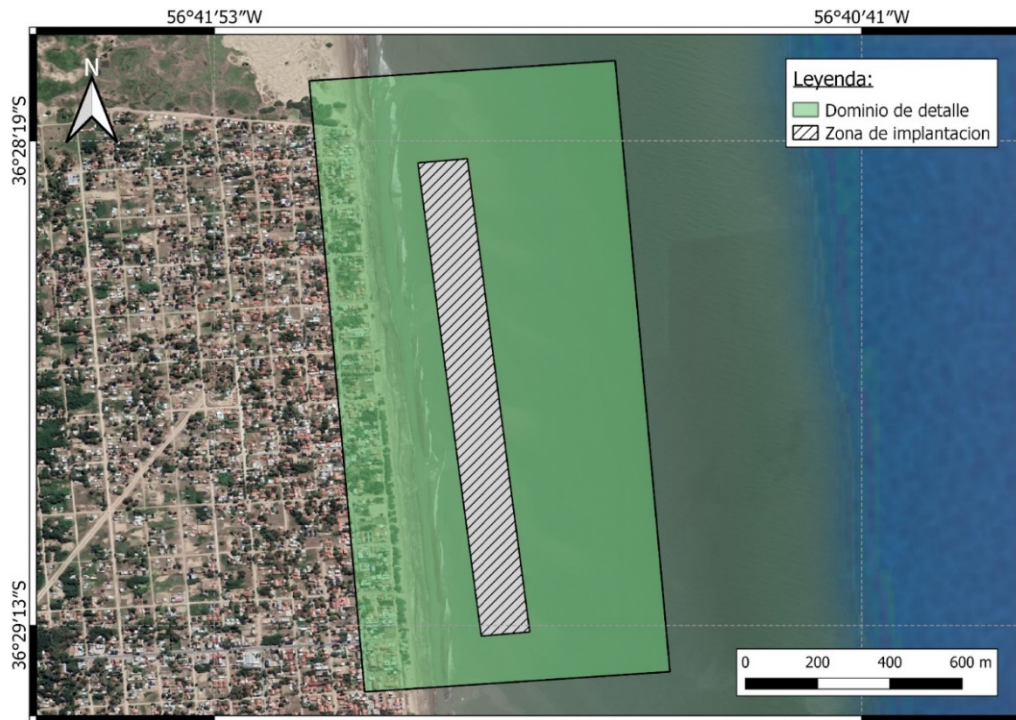 56°41′53″W
56°40′41″W
N
36°28′19″S
Leyenda:
Dominio de detalle
Zona de implantacion
36°29′13″S
0 200 400 600 m